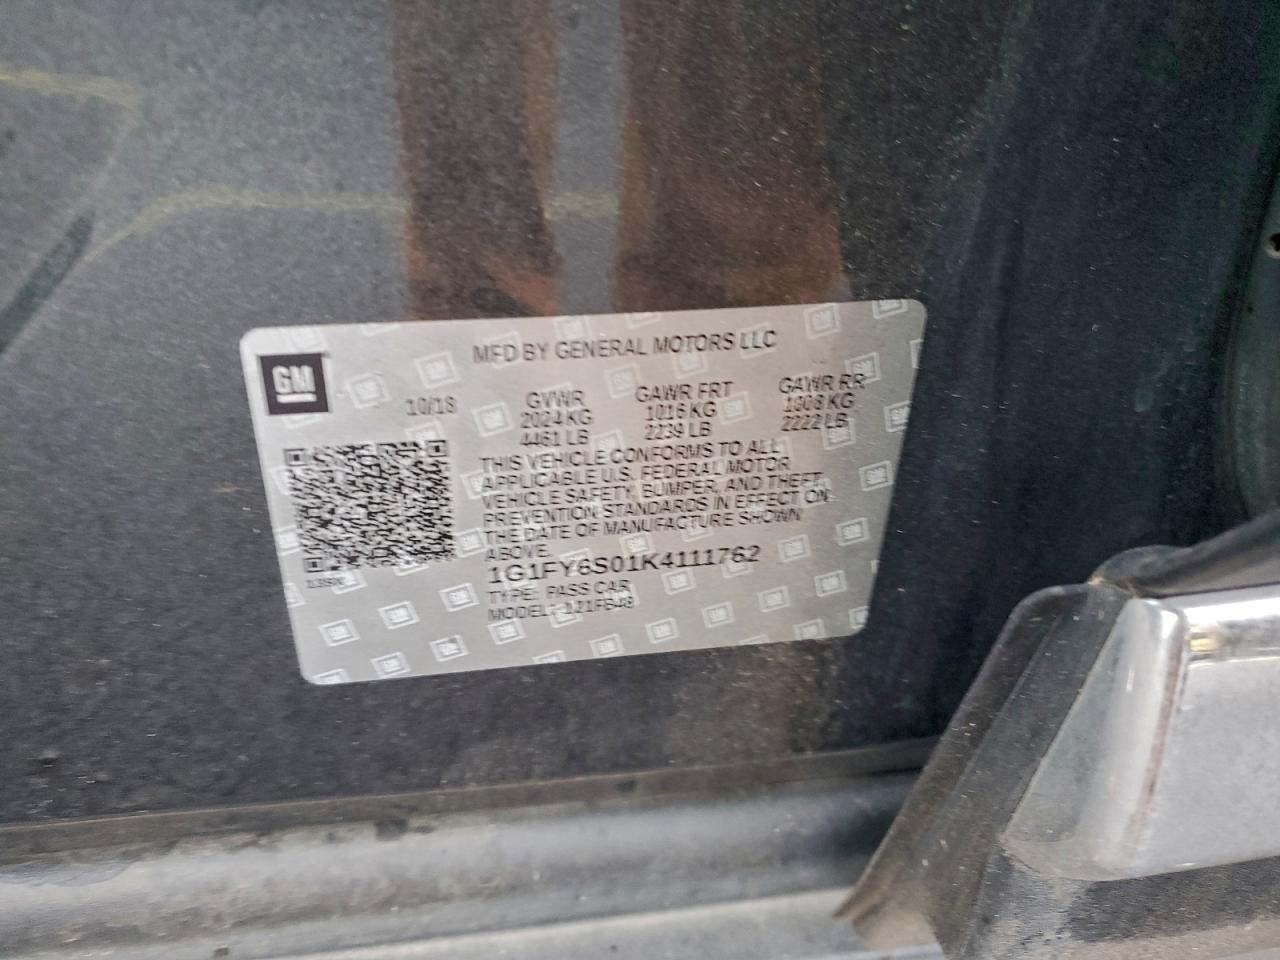 GM
MFD BY GENERAL MOTORS LLC
10/18
GVWR
2024 KG
4461 LB
GAWR FRT
1016 KG
2239 LB
GAWR RR
1008 KG
2222 LB
THIS VEHICLE CONFORMS TO ALL
APPLICABLE U.S. FEDERAL MOTOR
VEHICLE SAFETY, BUMPER, AND THEFT
PREVENTION STANDARDS IN EFFECT ON
THE DATE OF MANUFACTURE SHOWN
ABOVE.
1G1FY6S01K4111762
TYPE: PASS CAR
MODEL: 121FB48